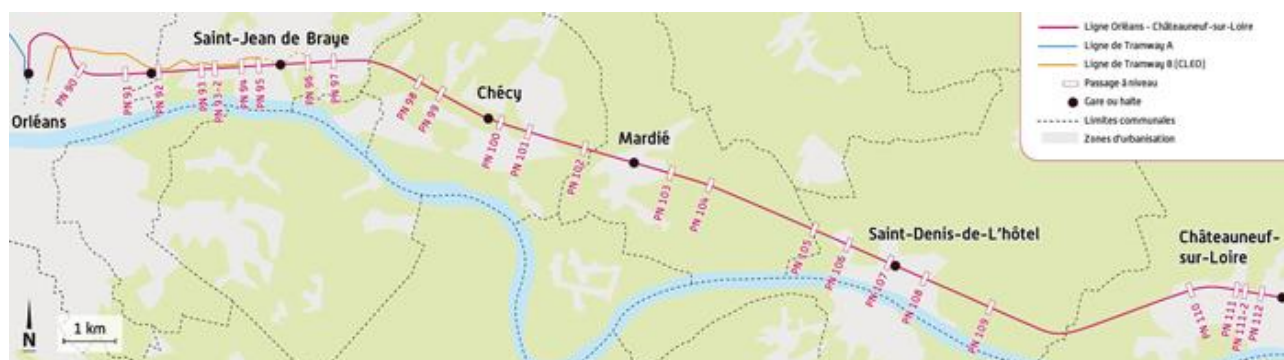 Saint-Jean de Braye
Orléans
PN 90
PN 91
PN 92
PN 93
PN 93-2
PN 94
PN 95
PN 96
PN 97
PN 98
PN 99
Chécy
PN 100
PN 101
PN 102
Mardié
PN 103
PN 104
PN 105
PN 106
Saint-Denis-de-L'hôtel
PN 107
PN 108
PN 109
Châteauneuf-
sur-Loire
PN 110
PN 111
PN 111-2
PN 112
N
1 km
Ligne Orléans - Châteauneuf-sur-Loire
Ligne de Tramway A
Ligne de Tramway B (CLEO)
Passage à niveau
Gare ou halte
Limites communales
Zones d'urbanisation